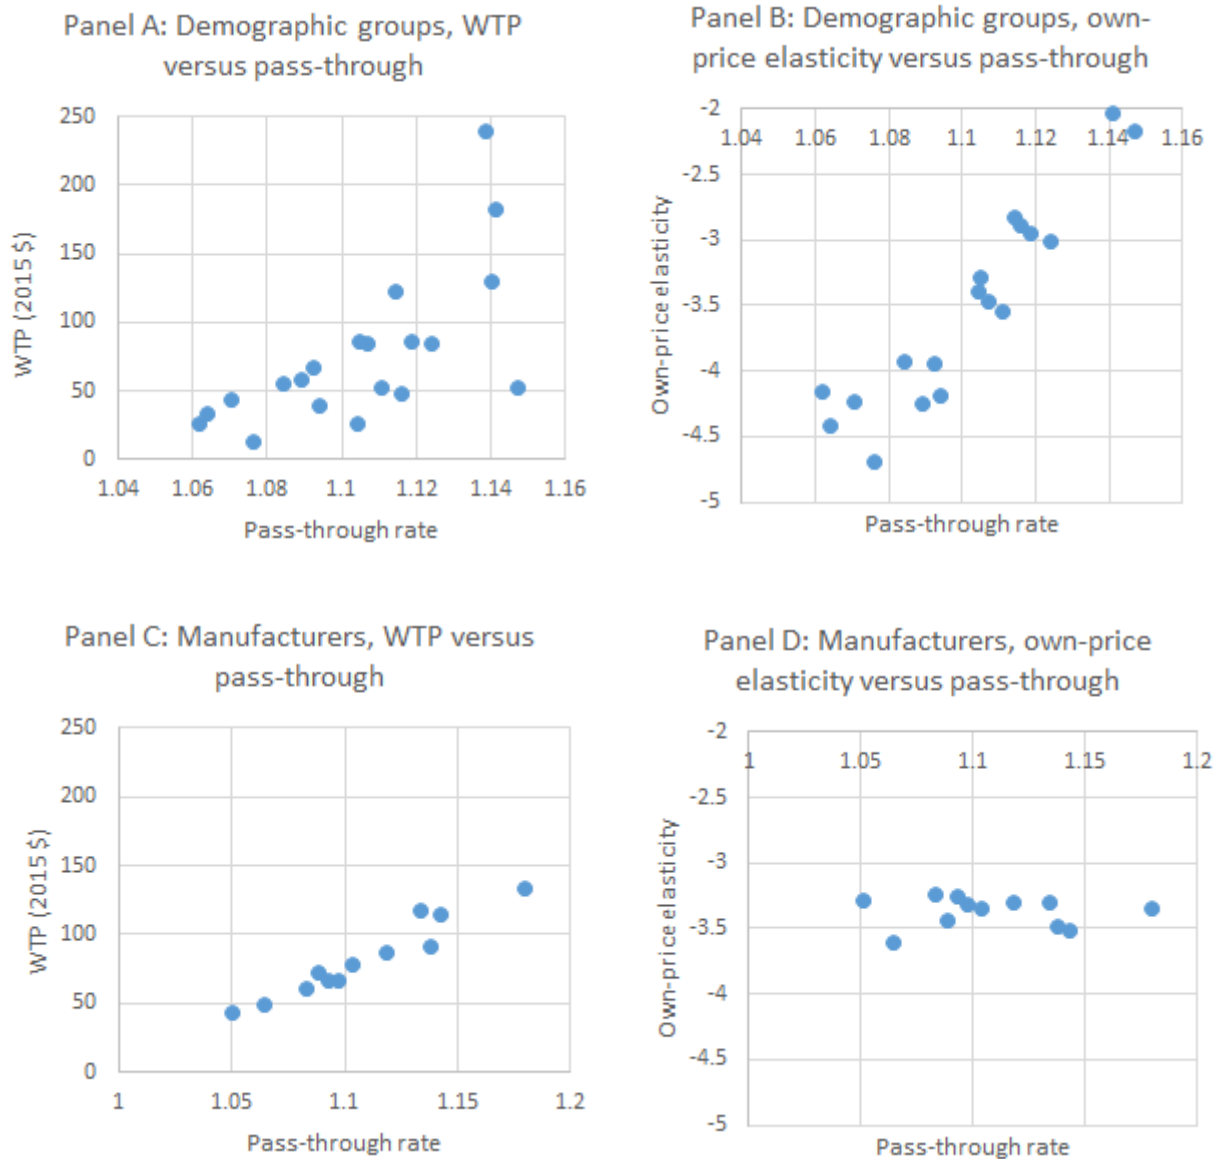 Panel A: Demographic groups, WTP
versus pass-through
250
200
150
100
50
0
WTP (2015 $)
1.04 1.06 1.08 1.1 1.12 1.14 1.16
Pass-through rate
Panel B: Demographic groups, own-
price elasticity versus pass-through
-2
1.04 1.06 1.08 1.1 1.12 1.14 1.16
-2.5
-3
-3.5
-4
-4.5
-5
Own-price elasticity
Pass-through rate
Panel C: Manufacturers, WTP versus
pass-through
250
200
150
100
50
0
WTP (2015 $)
1 1.05 1.1 1.15 1.2
Pass-through rate
Panel D: Manufacturers, own-price
elasticity versus pass-through
-2
1 1.05 1.1 1.15 1.2
-2.5
-3
-3.5
-4
-4.5
-5
Own-price elasticity
Pass-through rate